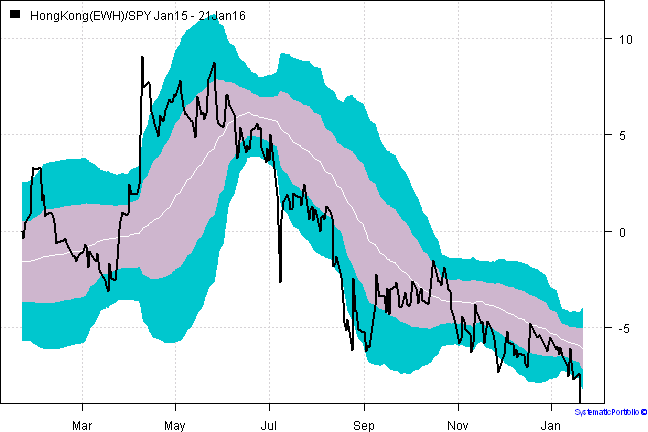 HongKong(EWH)/SPY Jan15 - 21Jan16
10
5
0
-5
Mar May Jul Sep Nov Jan
SystematicPortfolio ©